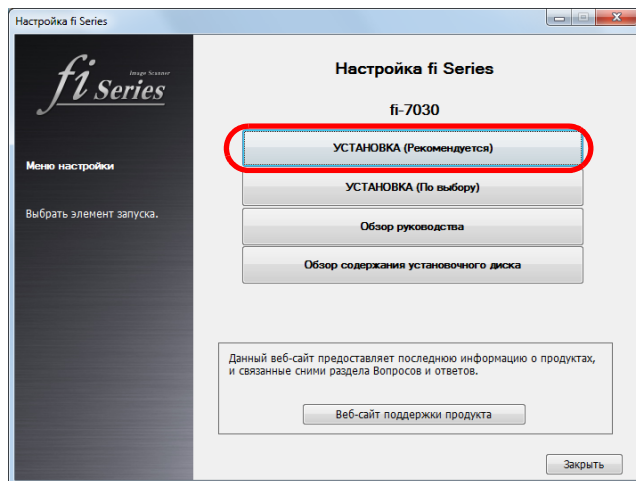 Настройка fi Series
Image Scanner
fi Series
Меню настройки
Выбрать элемент запуска.
Настройка fi Series
fi-7030
УСТАНОВКА (Рекомендуется)
УСТАНОВКА (По выбору)
Обзор руководства
Обзор содержания установочного диска
Данный веб-сайт предоставляет последнюю информацию о продуктах,
и связанные сними раздела Вопросов и ответов.
Веб-сайт поддержки продукта
Закрыть